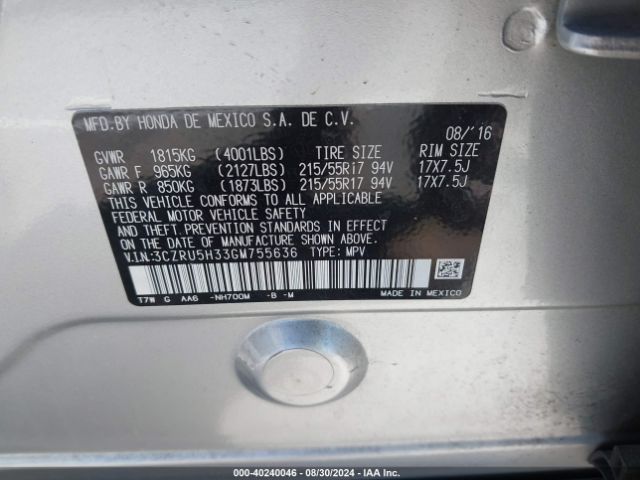 MFD.BY HONDA DE MEXICO S.A. DE C.V.
08/'16
GVWR 1815KG (4001LBS) TIRE SIZE RIM SIZE
GAWR F 965KG (2127LBS) 215/55R17 94V 17X7.5J
GAWR R 850KG (1873LBS) 215/55R17 94V 17X7.5J
THIS VEHICLE CONFORMS TO ALL APPLICABLE
FEDERAL MOTOR VEHICLE SAFETY
AND THEFT PREVENTION STANDARDS IN EFFECT
ON THE DATE OF MANUFACTURE SHOWN ABOVE.
V.I.N:3CZRU5H33GM755636 TYPE: MPV
T7W G AA6 -NH700M -B -M MADE IN MEXICO
000-40240046 - 08/30/2024 - IAA Inc.